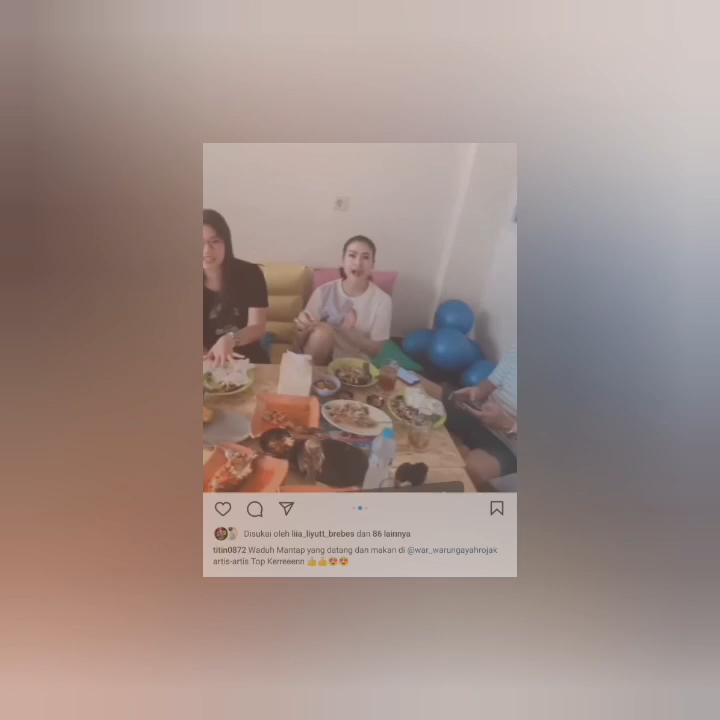 Disukai oleh liia_liyutt_brebes dan 86 lainnya
titin0872 Waduh Mantap yang datang dan makan di @war_warungayahrojak
artis-artis Top Kerreeenn 👍👍😍😍